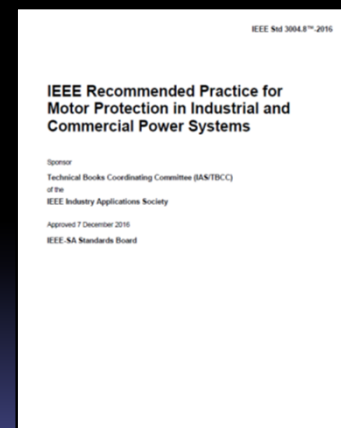 IEEE Std 3004.8™-2016
IEEE Recommended Practice for
Motor Protection in Industrial and
Commercial Power Systems
Sponsor
Technical Books Coordinating Committee (IAS/TBCC)
of the
IEEE Industry Applications Society
Approved 7 December 2016
IEEE-SA Standards Board